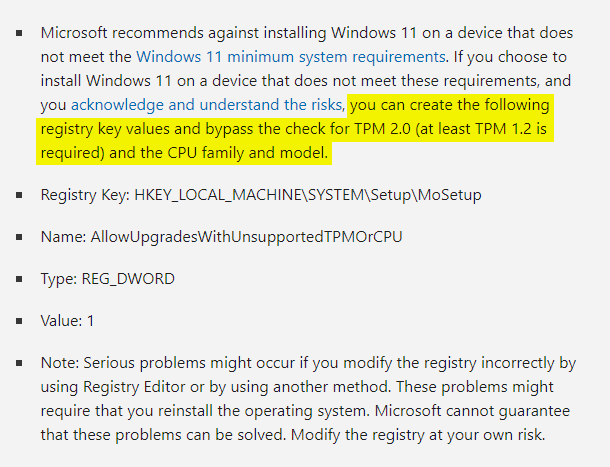 Microsoft recommends against installing Windows 11 on a device that does
not meet the Windows 11 minimum system requirements. If you choose to
install Windows 11 on a device that does not meet these requirements, and
you acknowledge and understand the risks, you can create the following
registry key values and bypass the check for TPM 2.0 (at least TPM 1.2 is
required) and the CPU family and model.
Registry Key: HKEY_LOCAL_MACHINE\SYSTEM\Setup\MoSetup
Name: AllowUpgradesWithUnsupportedTPMOrCPU
Type: REG_DWORD
Value: 1
Note: Serious problems might occur if you modify the registry incorrectly by
using Registry Editor or by using another method. These problems might
require that you reinstall the operating system. Microsoft cannot guarantee
that these problems can be solved. Modify the registry at your own risk.